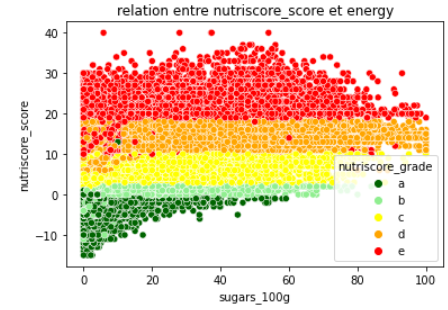 relation entre nutriscore_score et energy
nutriscore_score
40
30
20
10
0
−10
nutriscore_grade
a
b
c
d
e
0
20
40
60
80
100
sugars_100g